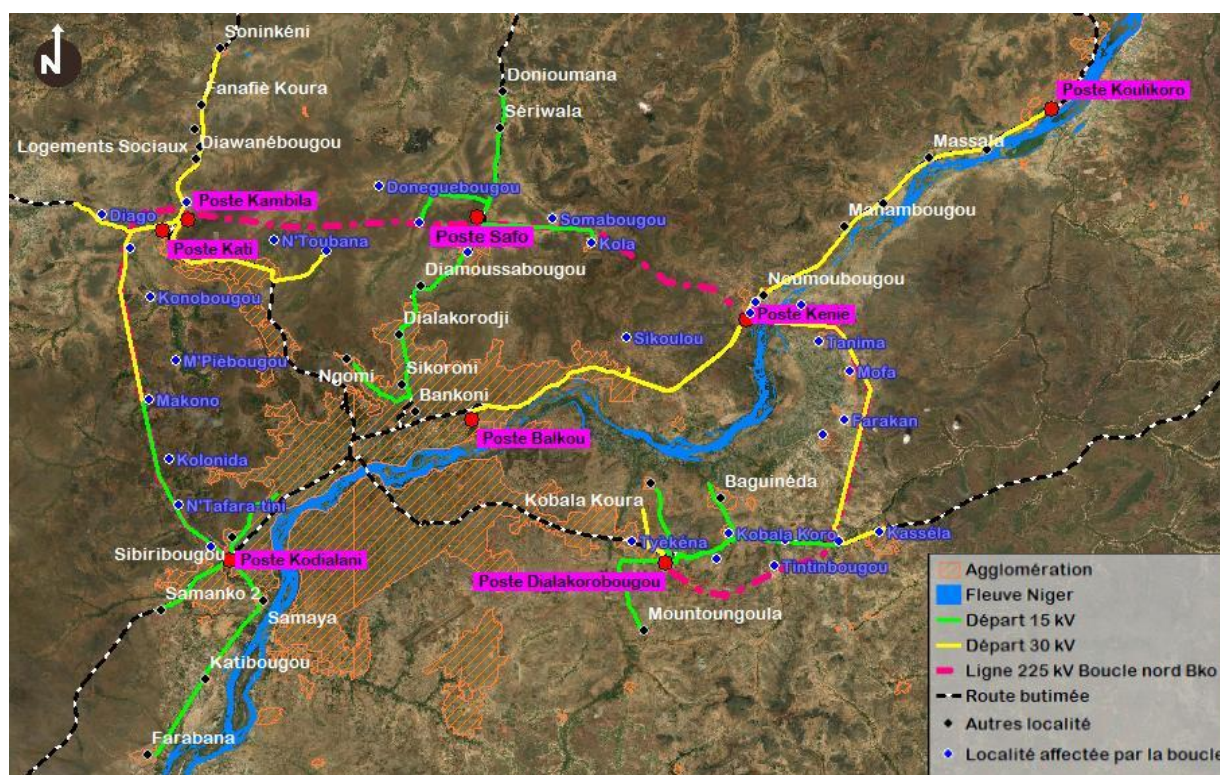 Soninkéni
N
Donioumana
Fanafiè Koura
Sériwala
Poste Koulikoro
Diawanébougou
Logements Sociaux
Massala
Doneguebougou
Poste Kambila
Manambougou
Diago
Somabougou
Poste Safo
N'Toubana
Kola
Poste Kati
Diamoussabougou
Noumoubougou
Konobougou
Poste Kenie
Dialakorodji
Sikoulou
Tanima
M'Pièbougou
Sikoroni
Mofa
Ngomi
Makono
Bankoni
Farakan
Poste Balkou
Kolonida
Baguinéda
Kobala Koura
N'Tafara tini
Kobala Koro
Kasséla
Tyékéna
Sibiribougou
Poste Kodialani
Tintinbougou
Poste Dialakorobougou
Samanko 2
Samaya
Mountoungoula
Katibougou
Farabana
Agglomération
Fleuve Niger
Départ 15 kV
Départ 30 kV
Ligne 225 kV Boucle nord Bko
Route butimée
Autres localité
Localité affectée par la boucle